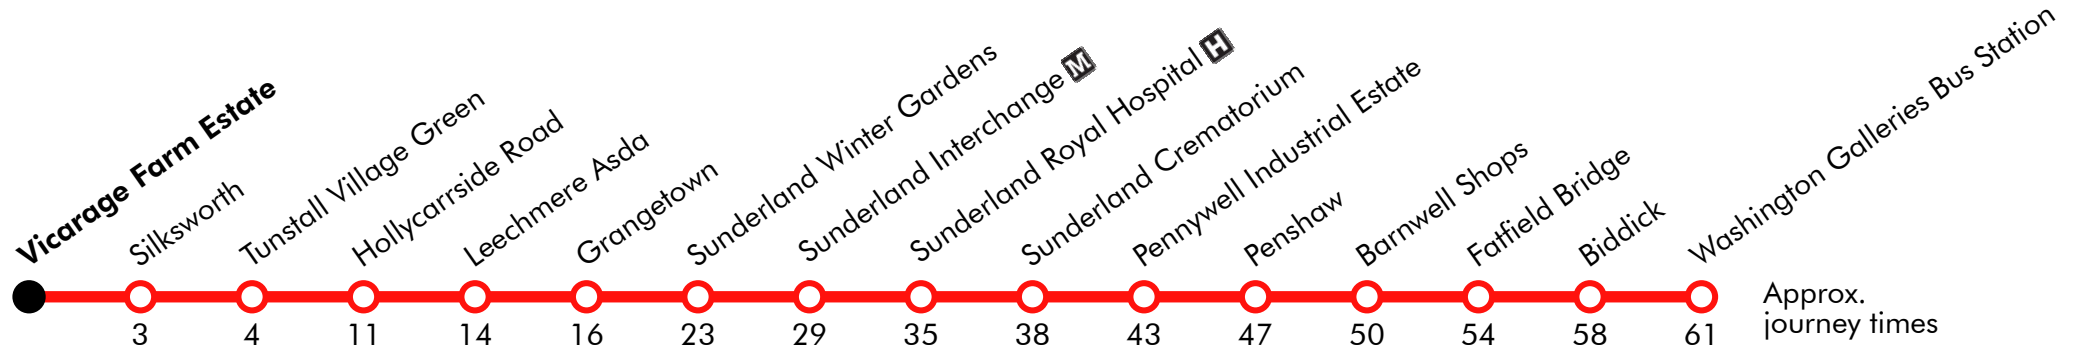 Vicarage Farm Estate
Silksworth
Tunstall Village Green
Hollycarrside Road
Leechmere Asda
Grangetown
Sunderland Winter Gardens
Sunderland Interchange M
Sunderland Royal Hospital H
Sunderland Crematorium
Pennywell Industrial Estate
Penshaw
Barnwell Shops
Fatfield Bridge
Biddick
Washington Galleries Bus Station
3 4 11 14 16 23 29 35 38 43 47 50 54 58 61
Approx.
journey times